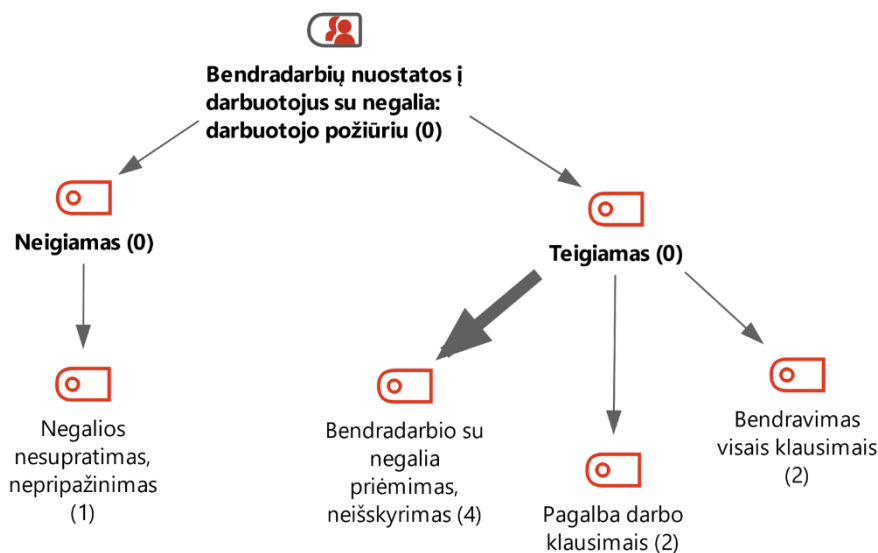 Bendradarbių nuostatos į
darbuotojus su negalia:
darbuotojo požiūriu (0)
Neigiamas (0)
Teigiamas (0)
Negalios
nesupratimas,
nepripažinimas
(1)
Bendradarbio su
negalia
priėmimas,
neišskyrimas (4)
Pagalba darbo
klausimais (2)
Bendravimas
visais klausimais
(2)